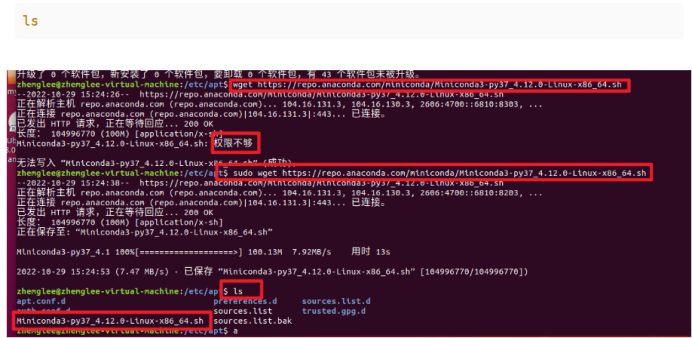 ls
升级了 0 个软件包，新安装了 0 个软件包，要卸载 0 个软件包，有 43 个软件包未被升级。
zhenglee@zhenglee-virtual-machine:/etc/apt$ wget https://repo.anaconda.com/miniconda/Miniconda3-py37_4.12.0-Linux-x86_64.sh
--2022-10-29 15:24:26-- https://repo.anaconda.com/miniconda/Miniconda3-py37_4.12.0-Linux-x86_64.sh
正在解析主机 repo.anaconda.com (repo.anaconda.com)... 104.16.131.3, 104.16.130.3, 2606:4700::6810:8303, ...
正在连接 repo.anaconda.com (repo.anaconda.com)|104.16.131.3|:443... 已连接。
已发出 HTTP 请求，正在等待回应... 200 OK
长度： 104996770 (100M) [application/x-sh]
Miniconda3-py37_4.12.0-Linux-x86_64.sh: 权限不够
无法写入 “Miniconda3-py37_4.12.0-Linux-x86_64.sh” (成功)
zhenglee@zhenglee-virtual-machine:/etc/apt$ sudo wget https://repo.anaconda.com/miniconda/Miniconda3-py37_4.12.0-Linux-x86_64.sh
--2022-10-29 15:24:38-- https://repo.anaconda.com/miniconda/Miniconda3-py37_4.12.0-Linux-x86_64.sh
正在解析主机 repo.anaconda.com (repo.anaconda.com)... 104.16.131.3, 104.16.130.3, 2606:4700::6810:8203, ...
正在连接 repo.anaconda.com (repo.anaconda.com)|104.16.131.3|:443... 已连接。
已发出 HTTP 请求，正在等待回应... 200 OK
长度： 104996770 (100M) [application/x-sh]
正在保存至: “Miniconda3-py37_4.12.0-Linux-x86_64.sh”
Miniconda3-py37_4.1 100%[===================>] 100.13M 7.92MB/s 用时 13s
2022-10-29 15:24:53 (7.47 MB/s) - 已保存 “Miniconda3-py37_4.12.0-Linux-x86_64.sh” [104996770/104996770])
zhenglee@zhenglee-virtual-machine:/etc/apt$ ls
apt.conf.d preferences.d sources.list.d
auth.conf.d sources.list trusted.gpg.d
Miniconda3-py37_4.12.0-Linux-x86_64.sh sources.list.bak
zhenglee@zhenglee-virtual-machine:/etc/apt$ a